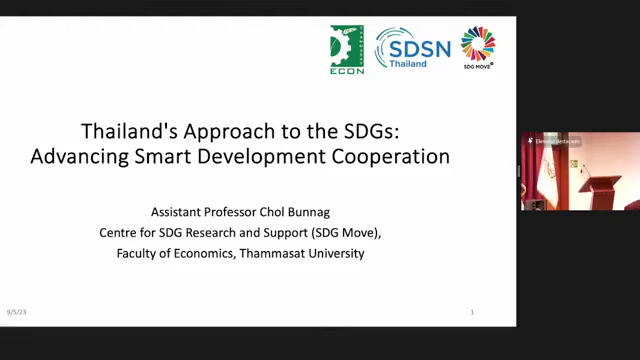 ECON
SDSN
Thailand
SDG MOVE
Thailand's Approach to the SDGs:
Advancing Smart Development Cooperation
Assistant Professor Chol Bunnag
Centre for SDG Research and Support (SDG Move),
Faculty of Economics, Thammasat University
9/5/23
1